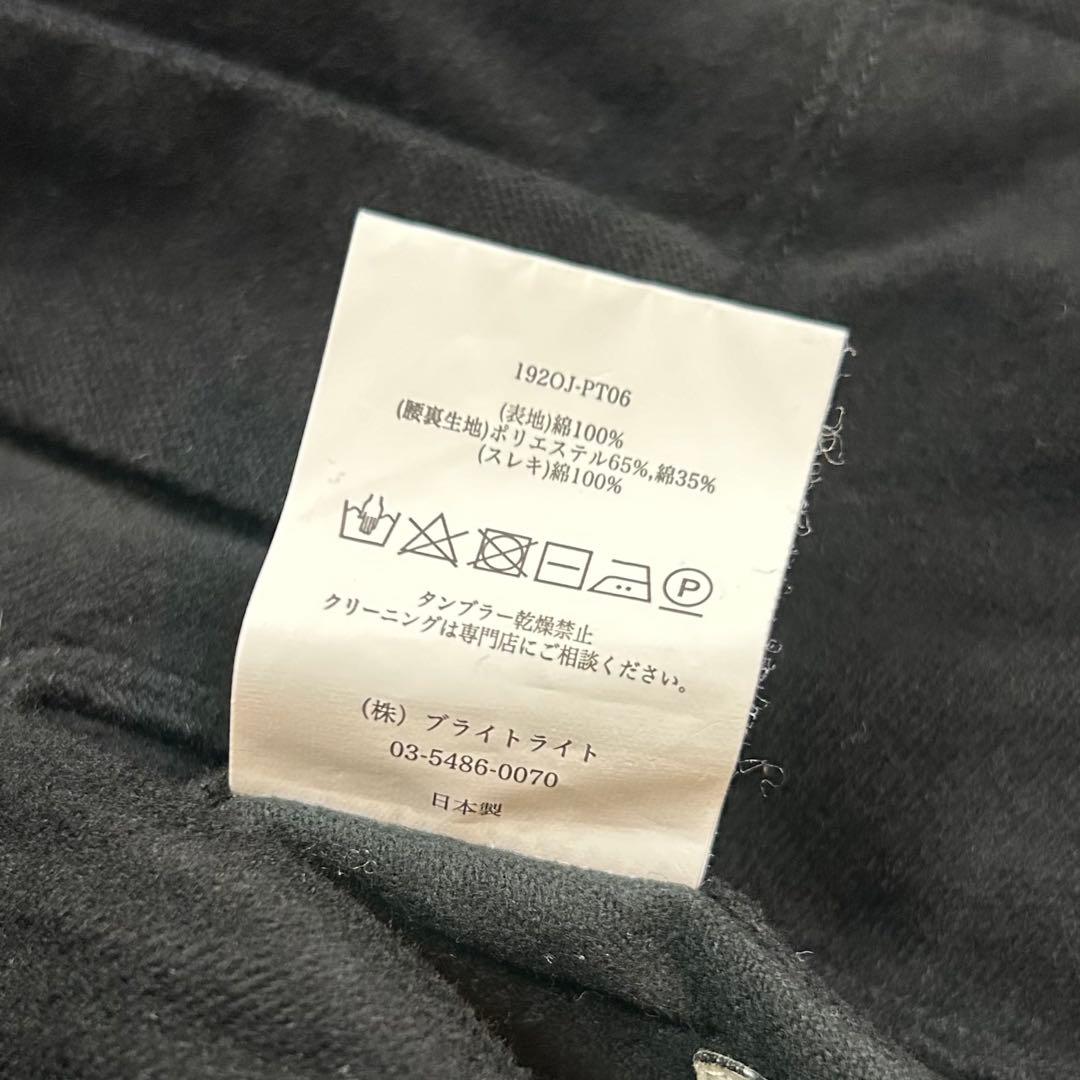 192OJ-PT06
(表地)綿100%
(腰裏生地)ポリエステル65%,綿35%
(スレキ)綿100%
P
タンブラー乾燥禁止
クリーニングは専門店にご相談ください。
(株) ブライトライト
03-5486-0070
日本製